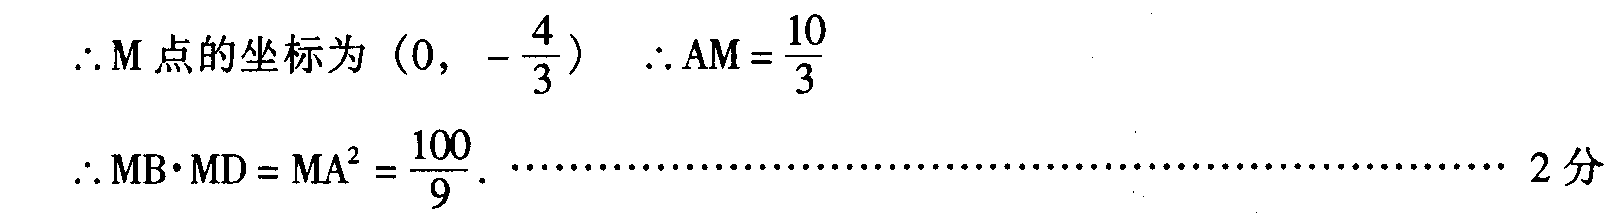 ∴ M 点的坐标为（0，－4/3） ∴ AM = 10/3
∴ MB·MD = MA² = 100/9. ………………………………………………………… 2 分